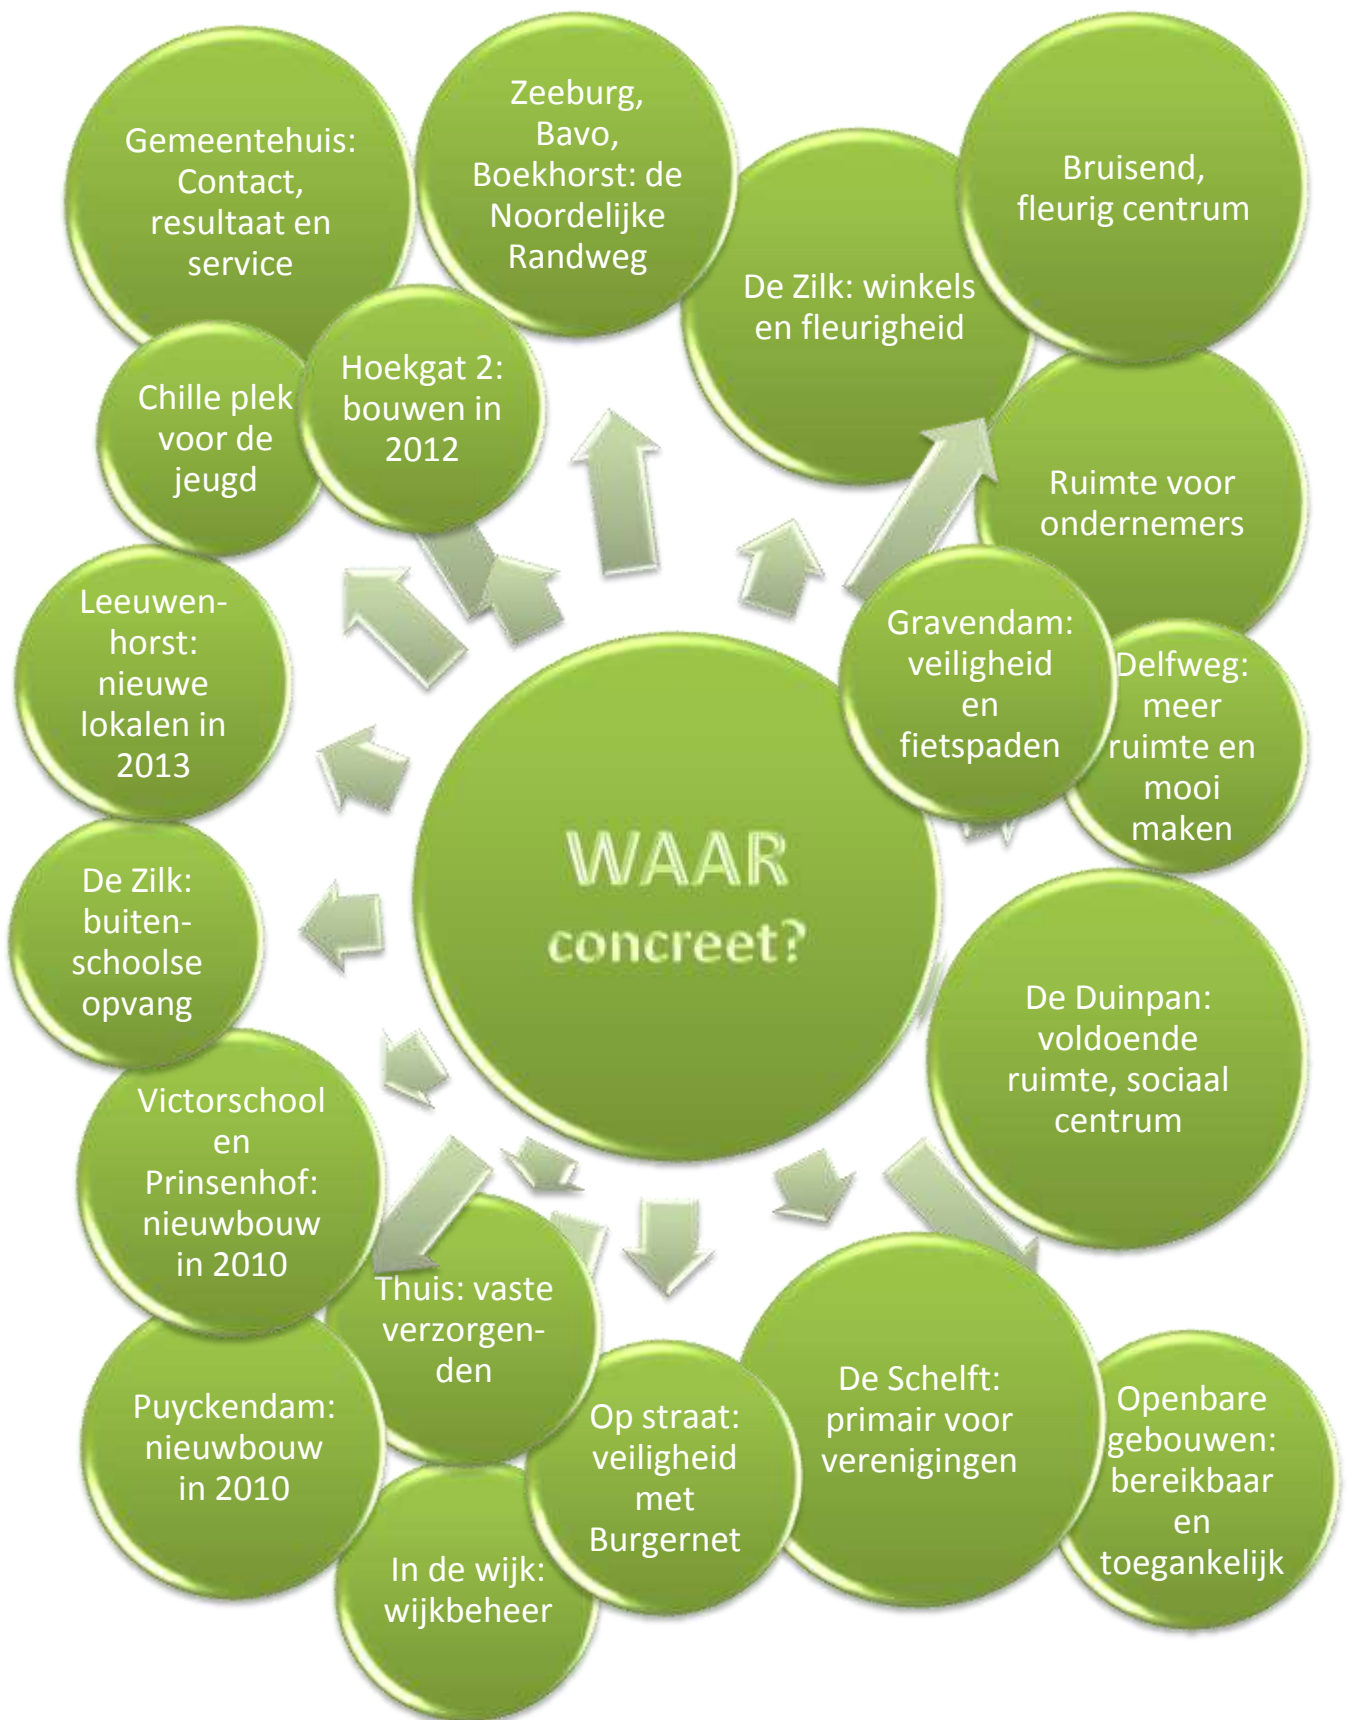 Gemeentehuis:
Contact,
resultaat en
service
Zeeburg,
Bavo,
Boekhorst: de
Noordelijke
Randweg
De Zilk: winkels
en fleurigheid
Bruisend,
fleurig centrum
Chille plek
voor de
jeugd
Hoekgat 2:
bouwen in
2012
Ruimte voor
ondernemers
Leeuwen-
horst:
nieuwe
lokalen in
2013
Gravendam:
veiligheid
en
fietspaden
Delfweg:
meer
ruimte en
mooi
maken
WAAR
concreet?
De Zilk:
buiten-
schoolse
opvang
De Duinpan:
voldoende
ruimte, sociaal
centrum
Victorschool
en
Prinsenhof:
nieuwbouw
in 2010
Thuis: vaste
verzorgen-
den
Puyckendam:
nieuwbouw
in 2010
Op straat:
veiligheid
met
Burgernet
De Schelft:
primair voor
verenigingen
Openbare
gebouwen:
bereikbaar
en
toegankelijk
In de wijk:
wijkbeheer